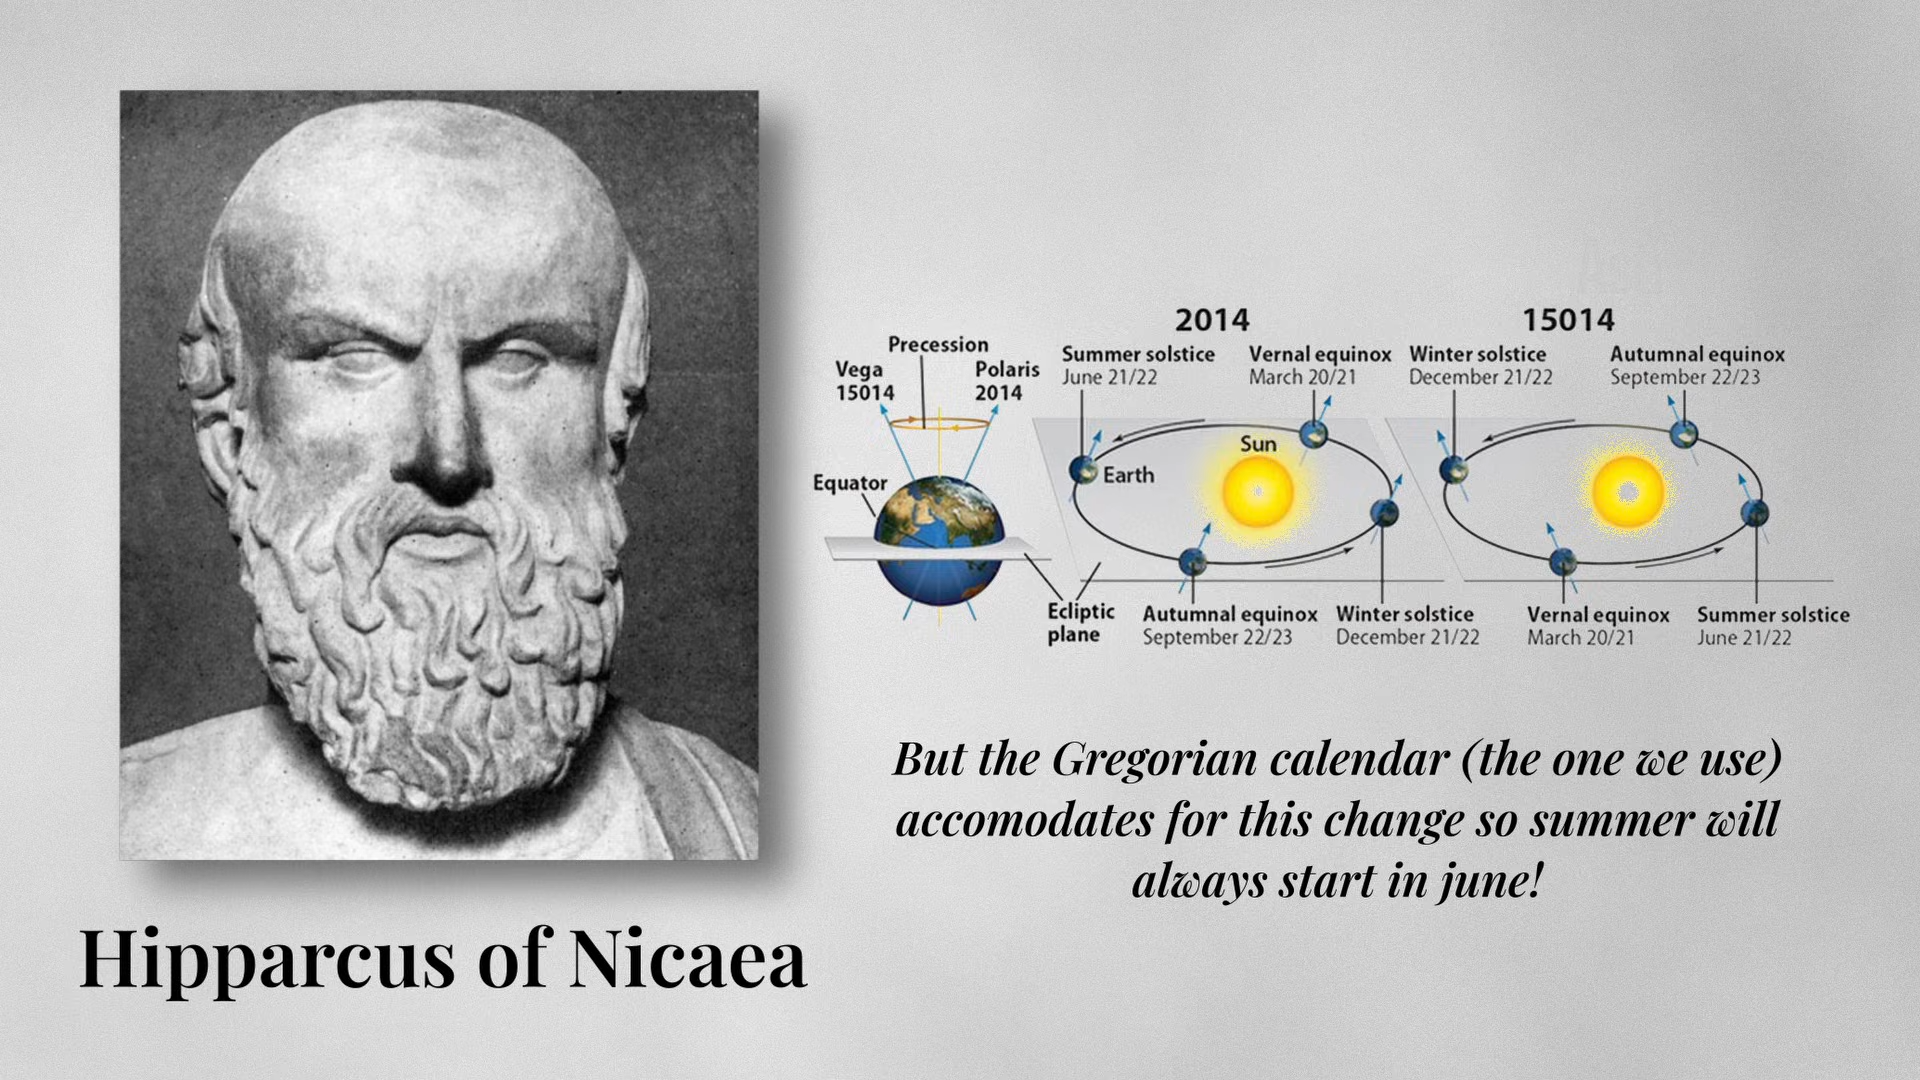 2014
15014
Precession
Vega
15014
Polaris
2014
Summer solstice
June 21/22
Vernal equinox
March 20/21
Winter solstice
December 21/22
Autumnal equinox
September 22/23
Sun
Earth
Equator
Ecliptic
plane
Autumnal equinox
September 22/23
Winter solstice
December 21/22
Vernal equinox
March 20/21
Summer solstice
June 21/22
But the Gregorian calendar (the one we use)
accomodates for this change so summer will
always start in june!
Hipparcus of Nicaea